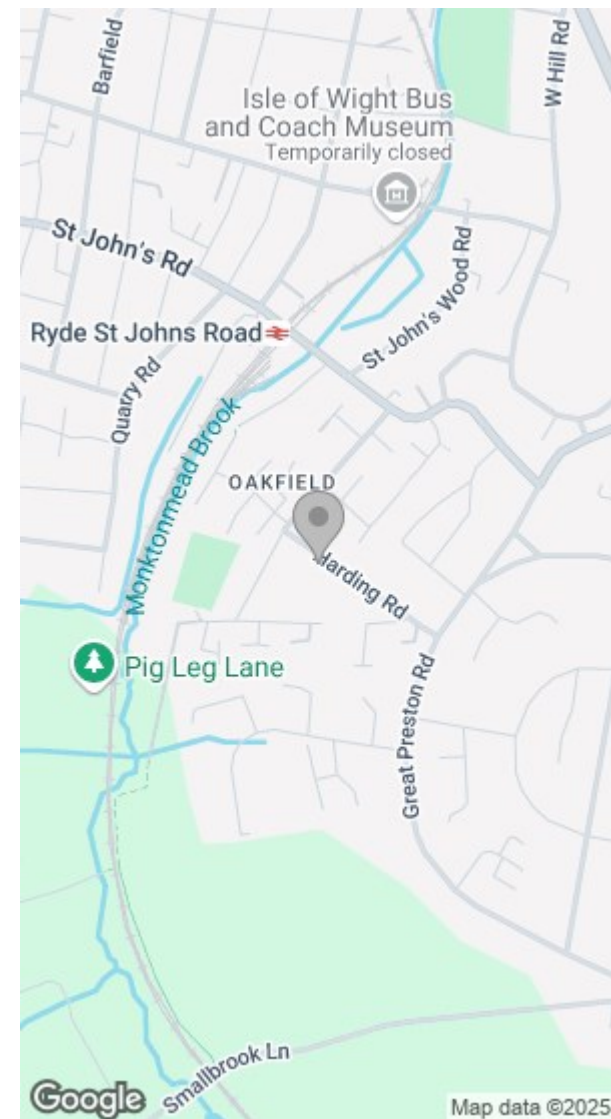 Barfield
W Hill Rd
Isle of Wight Bus
and Coach Museum
Temporarily closed
St John's Rd
St John's Wood Rd
Ryde St Johns Road
Quarry Rd
Monktonmead Brook
OAKFIELD
Marding Rd
Pig Leg Lane
Great Preston Rd
Smallbrook Ln
Google
Map data ©2025